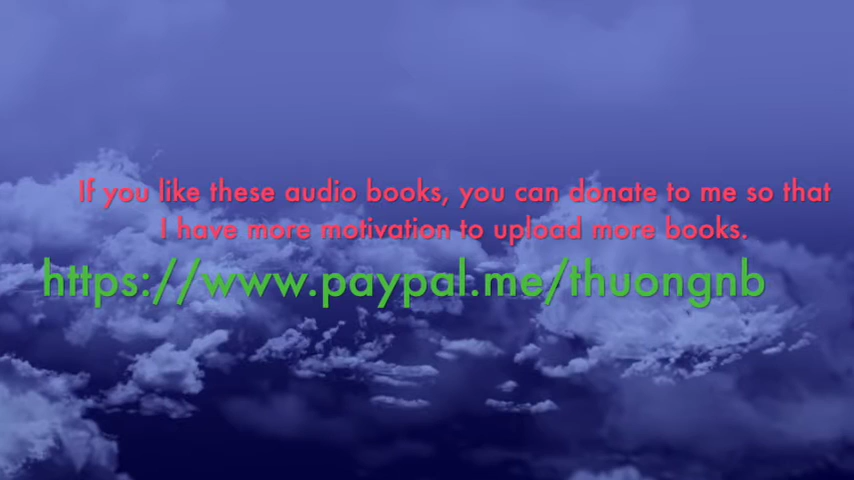 If you like these audio books, you can donate to me so that
I have more motivation to upload more books.
https://www.paypal.me/thuongnb